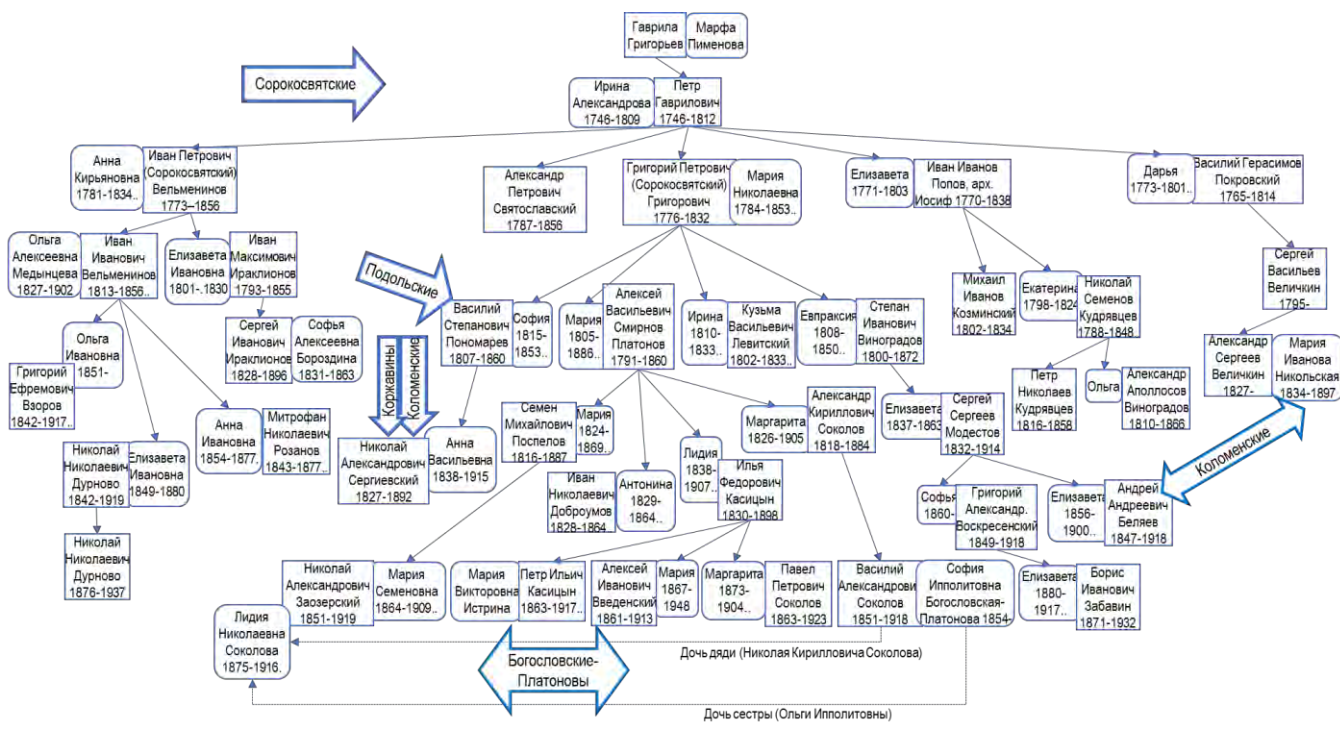 Гаврила
Григорьев
Марфа
Пименова
Сорокосвятские
Ирина
Александрова
1746-1809
Петр
Гаврилович
1746-1812
Анна
Кирьяновна
1781-1834..
Иван Петрович
(Сорокосвятский)
Вельменинов
1773–1856
Александр
Петрович
Святославский
1787-1856
Григорий Петрович
(Сорокосвятский)
Григорович
1776-1832
Мария
Николаевна
1784-1853..
Елизавета
1771-1803
Иван Иванов
Попов, арх.
Иосиф 1770-1838
Дарья
1773-1801..
Василий Герасимов
Покровский
1765-1814
Ольга
Алексеевна
Медынцева
1827-1902
Иван
Иванович
Вельменинов
1813-1856..
Елизавета
Ивановна
1801-.1830
Иван
Максимович
Ираклионов
1793-1855
Подольские
Василий
Степанович
Пономарев
1807-1860
София
1815-
1853..
Мария
1805-
1886..
Алексей
Васильевич
Смирнов
Платонов
1791-1860
Ирина
1810-
1833..
Кузьма
Васильевич
Левитский
1802-1833..
Евпраксия
1808-
1850..
Степан
Иванович
Виноградов
1800-1872
Михаил
Иванов
Козминский
1802-1834
Екатерина
1798-1824
Николай
Семенов
Кудрявцев
1788-1848
Сергей
Васильев
Величкин
1795-
Ольга
Ивановна
1851-
Григорий
Ефремович
Взоров
1842-1917..
Сергей
Иванович
Ираклионов
1828-1896
Софья
Алексеевна
Бороздина
1831-1863
Коржавины
Коломенские
Петр
Николаев
Кудрявцев
1816-1858
Ольга
Александр
Аполлосов
Виноградов
1810-1866
Александр
Сергеев
Величкин
1827-
Мария
Иванова
Никольская
1834-1897..
Коломенские
Николай
Николаевич
Дурново
1842-1919
Елизавета
Ивановна
1849-1880
Анна
Ивановна
1854-1877..
Митрофан
Николаевич
Розанов
1843-1877..
Николай
Александрович
Сергиевский
1827-1892
Анна
Васильевна
1838-1915
Семен
Михайлович
Поспелов
1816-1887
Мария
1824-
1869..
Иван
Николаевич
Доброумов
1828-1864..
Антонина
1829-
1864..
Лидия
1838-
1907..
Илья
Федорович
Касицын
1830-1898
Маргарита
1826-1905
Александр
Кириллович
Соколов
1818-1884
Елизавета
1837-1863
Сергей
Сергеев
Модестов
1832-1914
Софья
1860-
Григорий
Александр.
Воскресенский
1849-1918
Елизавета
1856-
1900..
Андрей
Андреевич
Беляев
1847-1918
Николай
Николаевич
Дурново
1876-1937
Николай
Александрович
Заозерский
1851-1919
Мария
Семеновна
1864-1909..
Мария
Викторовна
Истрина
Петр Ильич
Касицын
1863-1917..
Алексей
Иванович
Введенский
1861-1913
Мария
1867-
1948
Маргарита
1873-
1904..
Павел
Петрович
Соколов
1863-1923
Василий
Александрович
Соколов
1851-1918
София
Ипполитовна
Богословская-
Платонова 1854-
Елизавета
1880-
1917..
Борис
Иванович
Забавин
1871-1932
Лидия
Николаевна
Соколова
1875-1916..
Богословские-
Платоновы
Дочь дяди (Николая Кирилловича Соколова)
Дочь сестры (Ольги Ипполитовны)